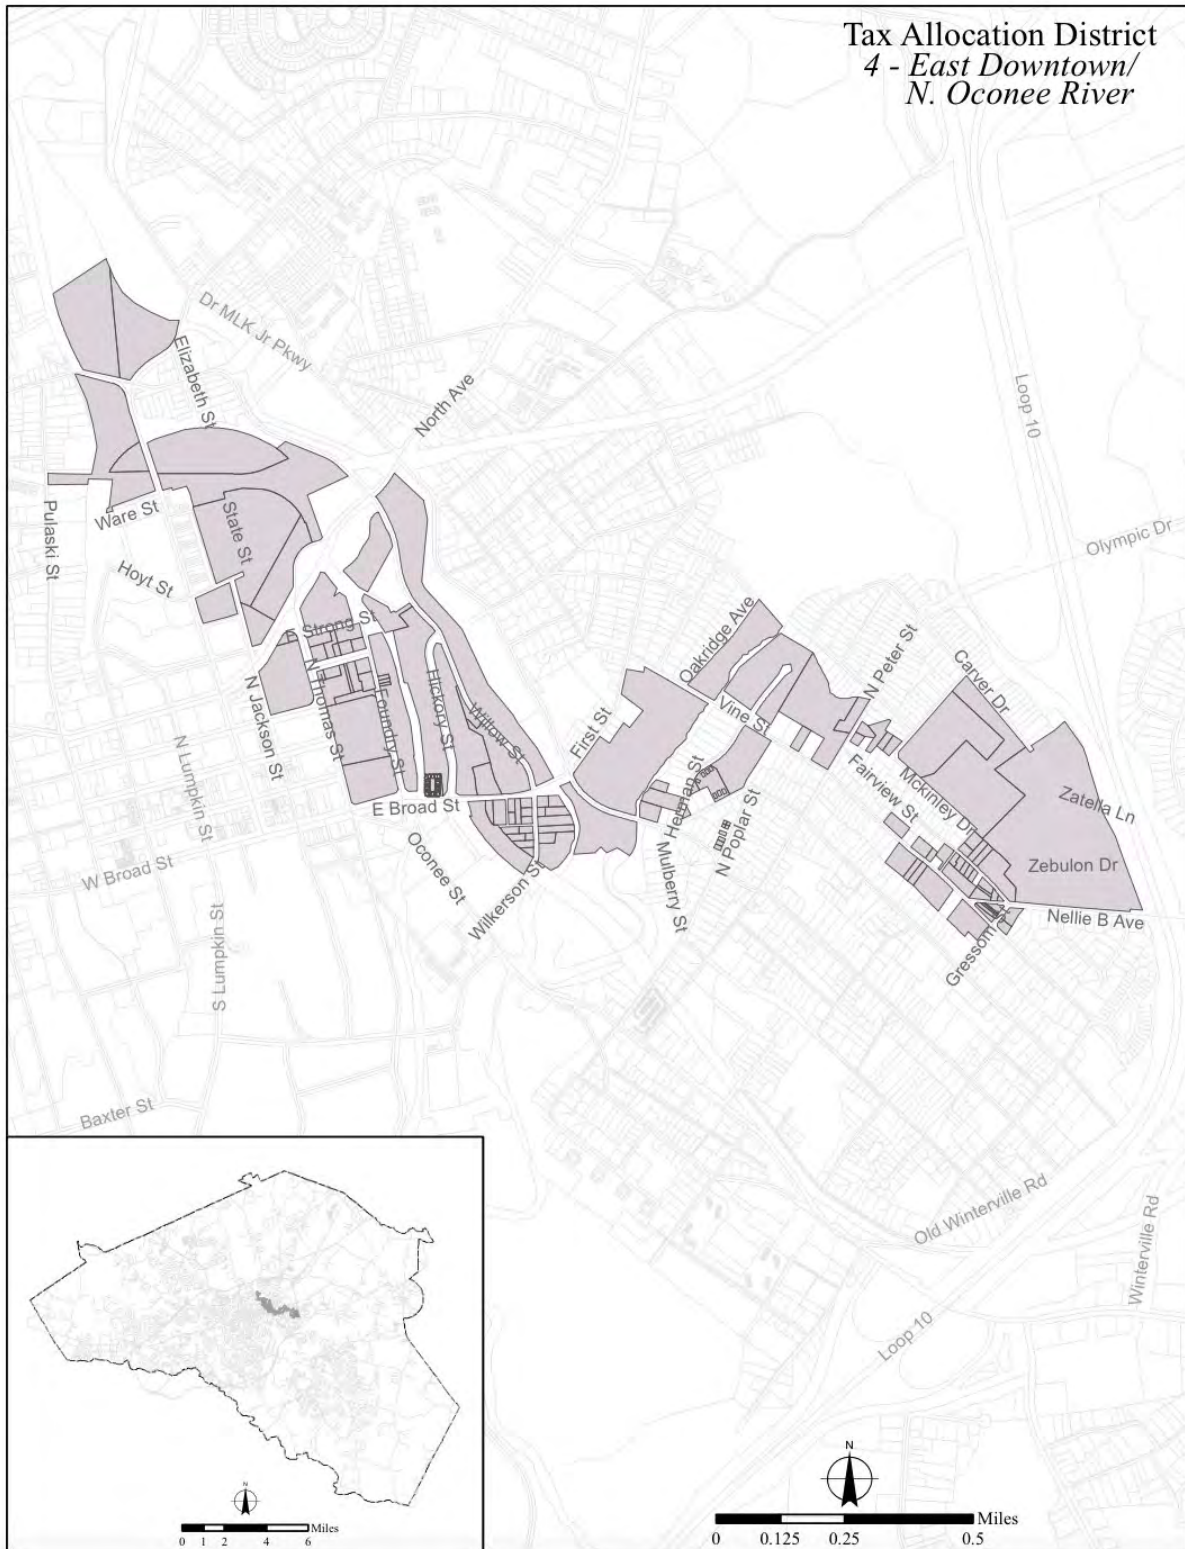 Tax Allocation District
4 - East Downtown/
N. Oconee River
Dr MLK Jr Pkwy
Elizabeth St
North Ave
Loop 10
Pulaski St
Ware St
State St
Olympic Dr
Hoyt St
Strong St
Oakridge Ave
N Peter St
Carver Dr
N Jackson St
N Thomas St
Foundry St
Hickory St
Willow St
First St
Vine St
N Lumpkin St
Fairview St
Mckinley Dr
Zatella Ln
E Broad St
Herman St
N Poplar St
W Broad St
Oconee St
Wilkerson St
Mulberry St
Zebulon Dr
Nellie B Ave
Gressom
S Lumpkin St
Baxter St
Old Winterville Rd
Winterville Rd
Loop 10
N
Miles
0 1 2 4 6
N
Miles
0 0.125 0.25 0.5